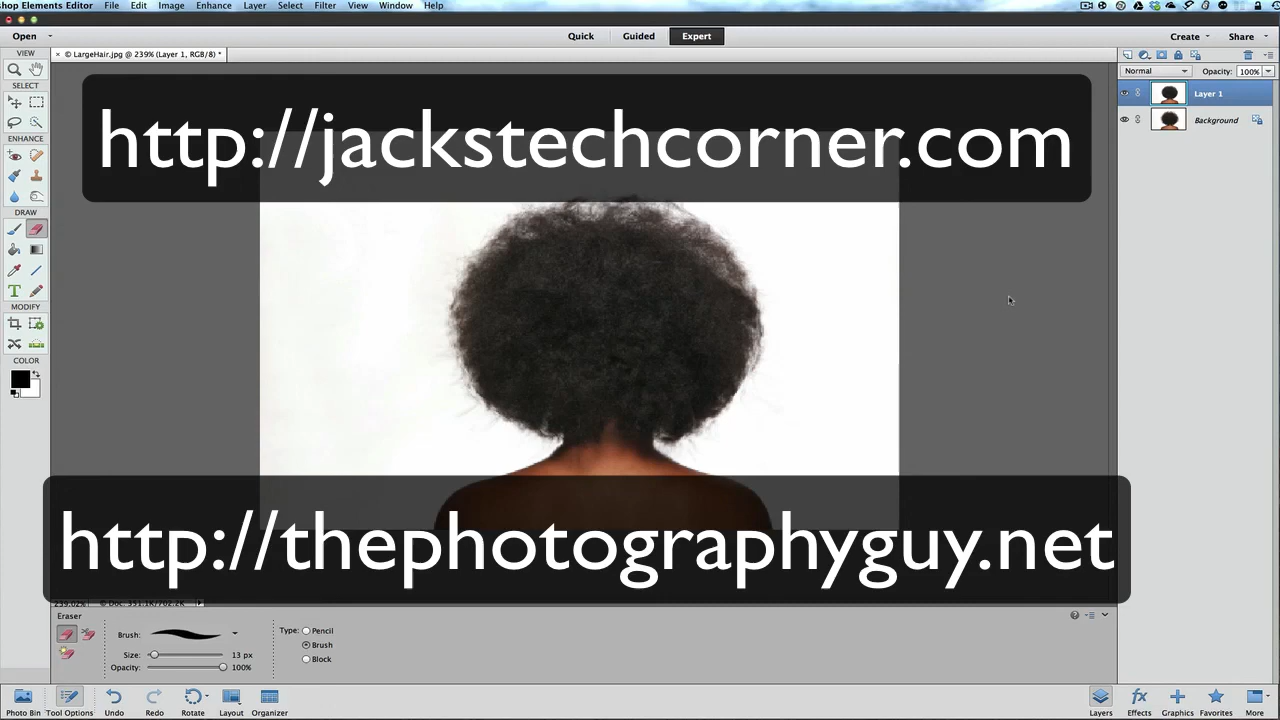 shop Elements Editor File Edit Image Enhance Layer Select Filter View Window Help
Open Quick Guided Expert Create Share
VIEW × © LargeHair.jpg @ 239% (Layer 1, RGB/8) *
Normal Opacity: 100%
SELECT
Layer 1
Background
http://jackstechcorner.com
ENHANCE
DRAW
MODIFY
COLOR
http://thephotographyguy.net
Eraser
Brush:
Size: 13 px
Opacity: 100%
Type: Pencil
Brush
Block
Photo Bin Tool Options Undo Redo Rotate Layout Organizer Layers Effects Graphics Favorites More